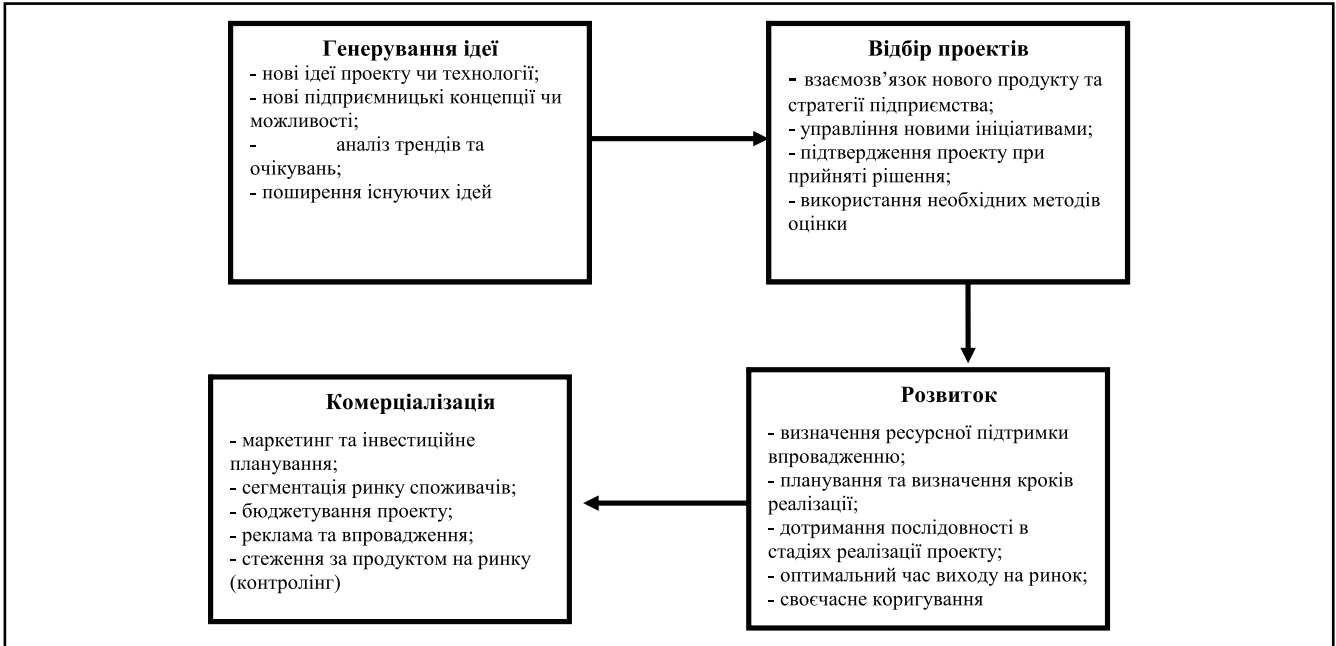 Генерування ідеї
- нові ідеї проекту чи технології;
- нові підприємницькі концепції чи
можливості;
- аналіз трендів та
очікувань;
- поширення існуючих ідей
Відбір проектів
- взаємозв’язок нового продукту та
стратегії підприємства;
- управління новими ініціативами;
- підтвердження проекту при
прийняті рішення;
- використання необхідних методів
оцінки
Розвиток
- визначення ресурсної підтримки
впровадженню;
- планування та визначення кроків
реалізації;
- дотримання послідовності в
стадіях реалізації проекту;
- оптимальний час виходу на ринок;
- своєчасне коригування
Комерціалізація
- маркетинг та інвестиційне
планування;
- сегментація ринку споживачів;
- бюджетування проекту;
- реклама та впровадження;
- стеження за продуктом на ринку
(контролінг)